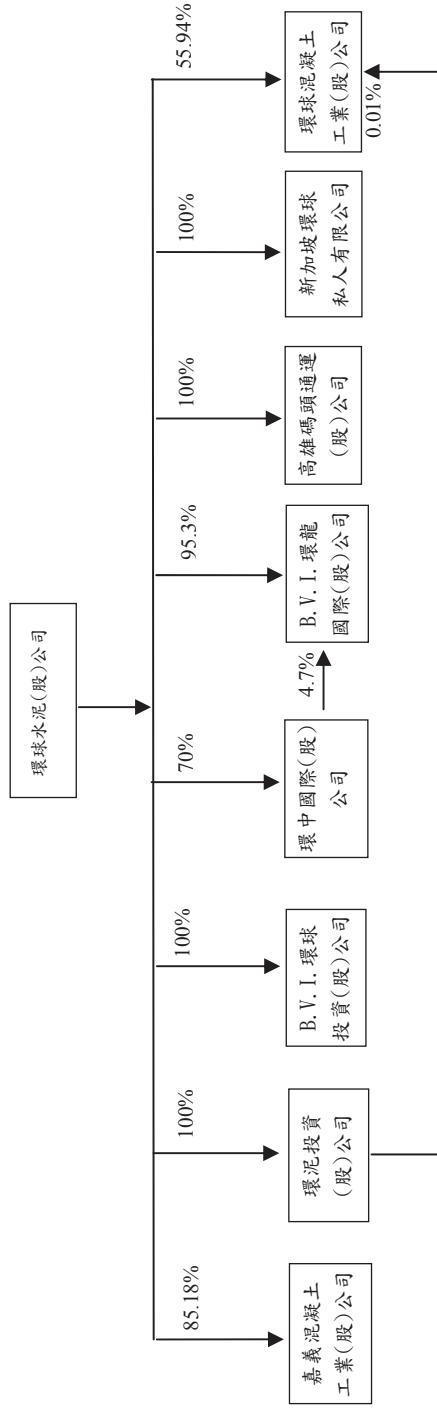 環球水泥(股)公司
85.18%
100%
100%
70%
95.3%
100%
100%
55.94%
嘉義混凝土
工業(股)公司
環泥投資
(股)公司
B.V.I.環球
投資(股)公司
環中國際(股)
公司
4.7%
B.V.I.環龍
國際(股)公司
高雄碼頭通運
(股)公司
新加坡環球
私人有限公司
環球混凝土
工業(股)公司
0.01%